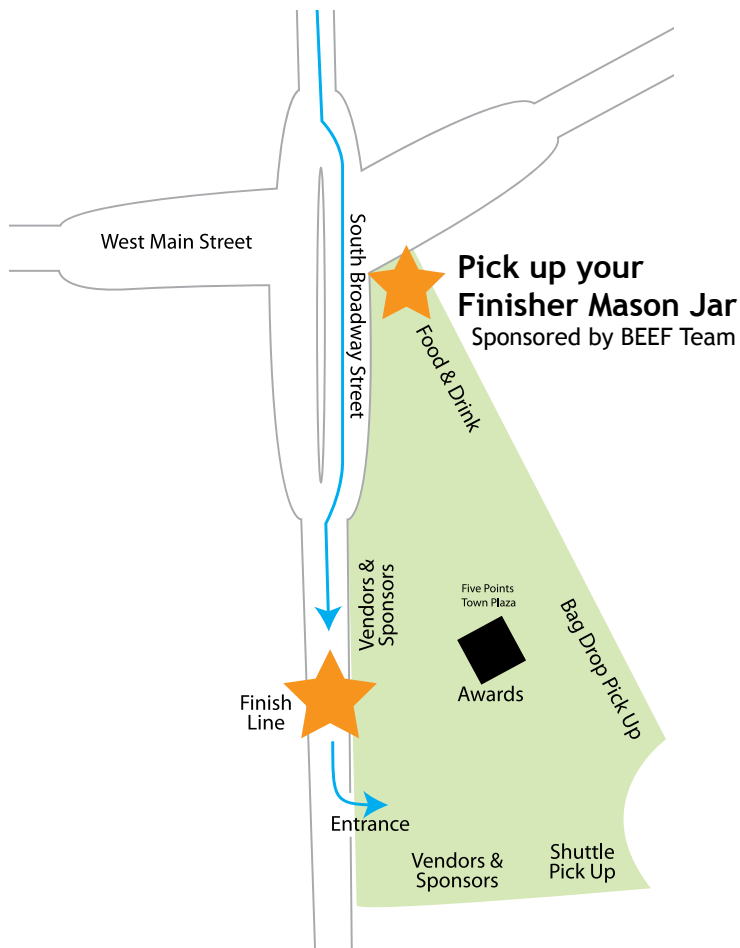 West Main Street
South Broadway Street
Pick up your
Finisher Mason Jar
Sponsored by BEEF Team
Food & Drink
Vendors &
Sponsors
Five Points
Town Plaza
Awards
Bag Drop Pick Up
Finish
Line
Entrance
Vendors &
Sponsors
Shuttle
Pick Up